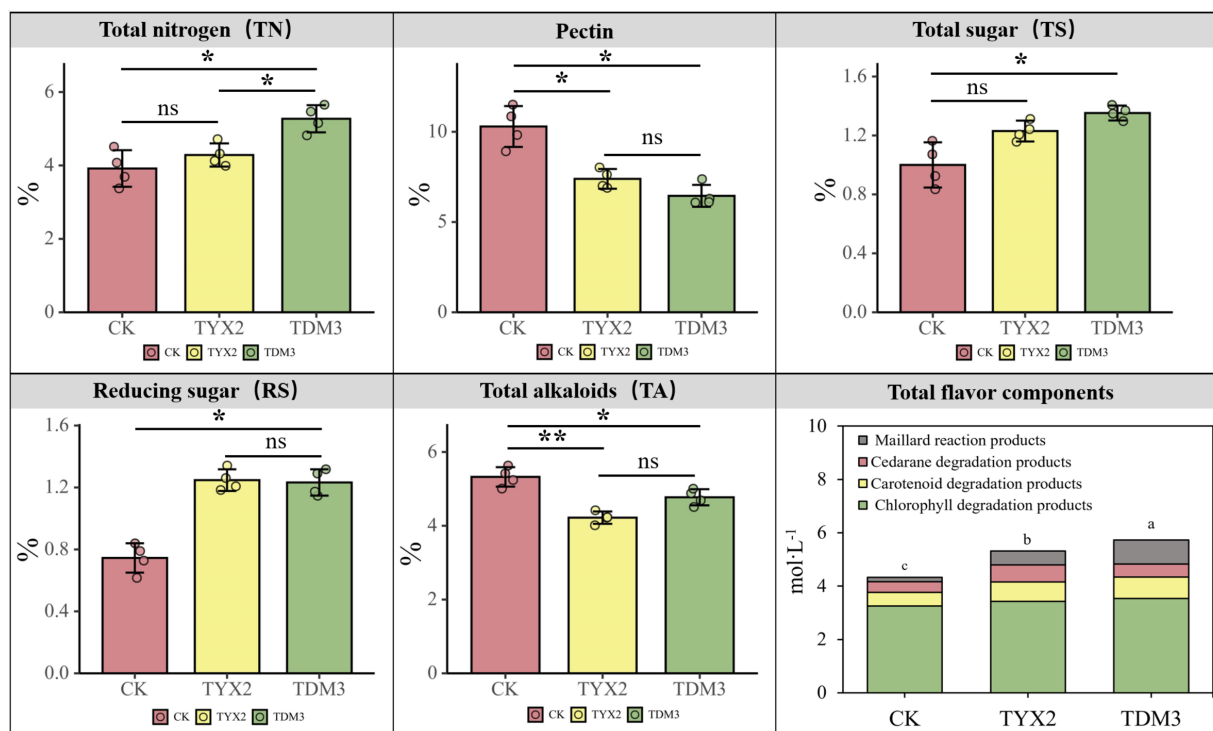 Total nitrogen (TN)
*
*
ns
%
6
4
2
0
CK TYX2 TDM3
CK TYX2 TDM3
Pectin
*
*
ns
%
10
5
0
CK TYX2 TDM3
CK TYX2 TDM3
Total sugar (TS)
*
ns
%
1.6
1.2
0.8
0.4
0.0
CK TYX2 TDM3
CK TYX2 TDM3
Reducing sugar (RS)
*
ns
%
1.6
1.2
0.8
0.4
0.0
CK TYX2 TDM3
CK TYX2 TDM3
Total alkaloids (TA)
*
**
ns
%
6
4
2
0
CK TYX2 TDM3
CK TYX2 TDM3
Total flavor components
Maillard reaction products
Cedarane degradation products
Carotenoid degradation products
Chlorophyll degradation products
mol·L⁻¹
10
8
6
4
2
0
c
b
a
CK TYX2 TDM3